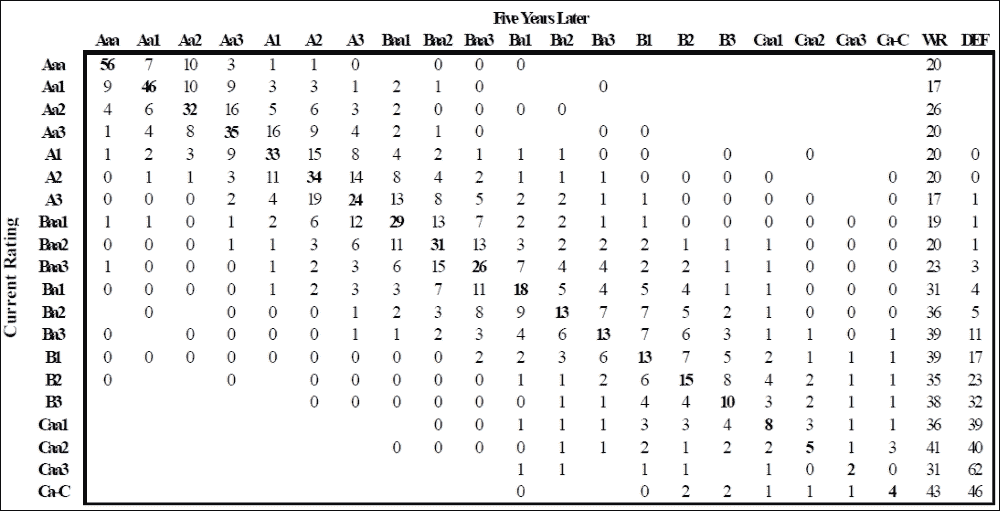 Five Years Later
Aaa Aa1 Aa2 Aa3 A1 A2 A3 Baa1 Baa2 Baa3 Ba1 Ba2 Ba3 B1 B2 B3 Caa1 Caa2 Caa3 Ca-C WR DEF
Current Rating
Aaa 56 7 10 3 1 1 0 0 0 0 20
Aa1 9 46 10 9 3 3 1 2 1 0 0 17
Aa2 4 6 32 16 5 6 3 2 0 0 0 0 26
Aa3 1 4 8 35 16 9 4 2 1 0 0 0 20
A1 1 2 3 9 33 15 8 4 2 1 1 1 0 0 0 0 20 0
A2 0 1 1 3 11 34 14 8 4 2 1 1 1 0 0 0 0 0 20 0
A3 0 0 0 2 4 19 24 13 8 5 2 2 1 1 0 0 0 0 0 17 1
Baa1 1 1 0 1 2 6 12 29 13 7 2 2 1 1 0 0 0 0 0 0 19 1
Baa2 0 0 0 1 1 3 6 11 31 13 3 2 2 2 1 1 1 0 0 0 20 1
Baa3 1 0 0 0 1 2 3 6 15 26 7 4 4 2 2 1 1 0 0 0 23 3
Ba1 0 0 0 0 1 2 3 3 7 11 18 5 4 5 4 1 1 0 0 0 31 4
Ba2 0 0 0 0 1 2 3 8 9 13 7 7 5 2 1 0 0 0 36 5
Ba3 0 0 0 0 0 1 1 2 3 4 6 13 7 6 3 1 1 0 1 39 11
B1 0 0 0 0 0 0 0 0 0 2 2 3 6 13 7 5 2 1 1 1 39 17
B2 0 0 0 0 0 0 0 1 1 2 6 15 8 4 2 1 1 35 23
B3 0 0 0 0 0 0 1 1 4 4 10 3 2 1 1 38 32
Caa1 0 0 1 1 1 3 3 4 8 3 1 1 36 39
Caa2 0 0 0 0 1 1 2 1 2 2 5 1 3 41 40
Caa3 1 1 1 1 1 0 2 0 31 62
Ca-C 0 0 2 2 1 1 1 4 43 46